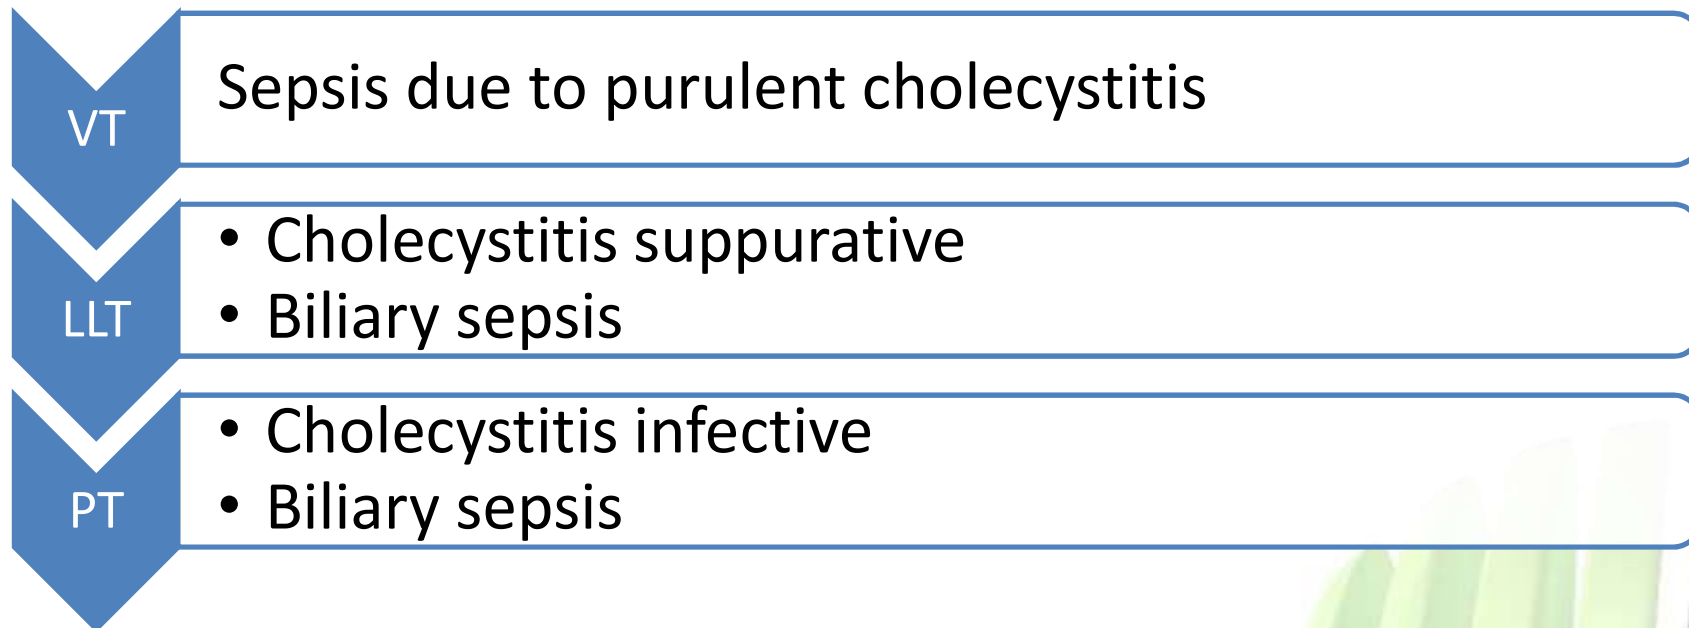 VT
Sepsis due to purulent cholecystitis
LLT
• Cholecystitis suppurative
• Biliary sepsis
PT
• Cholecystitis infective
• Biliary sepsis